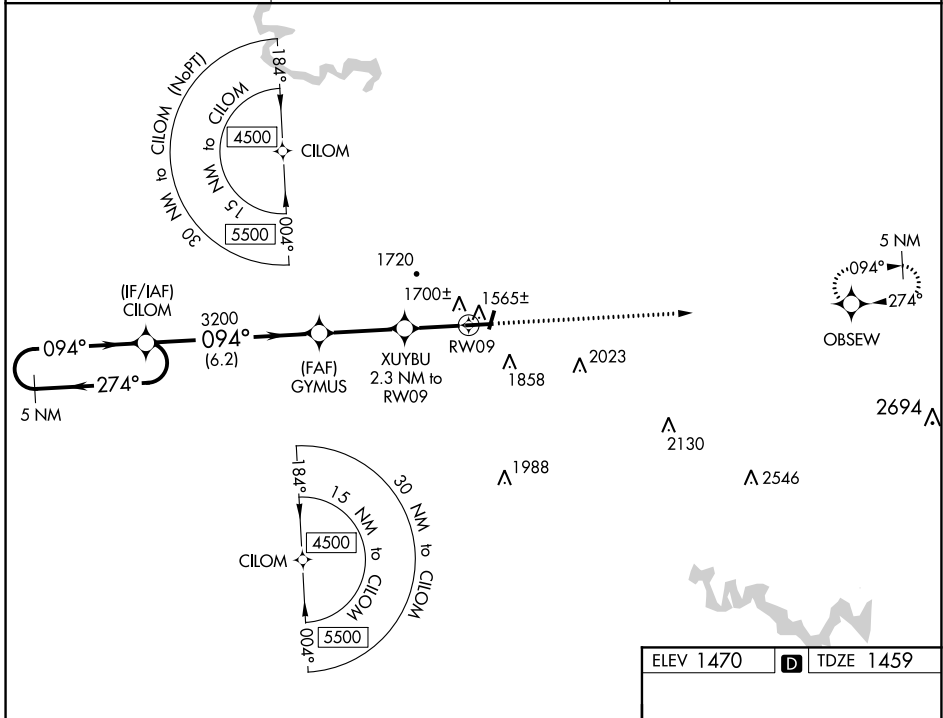 30 NM to CILOM (NoPT)
15 NM to CILOM
184°
4500
CILOM
5500
004°
1720
5 NM
094°
274°
OBSEW
(IF/IAF)
CILOM
1700±
1565±
3200
094°
094°
(6.2)
274°
5 NM
(FAF)
GYMUS
XUYBU
2.3 NM to
RW09
RW09
1858
2023
2694
2130
1988
2546
184°
30 NM to CILOM
15 NM to CILOM
4500
CILOM
5500
004°
ELEV 1470 D TDZE 1459